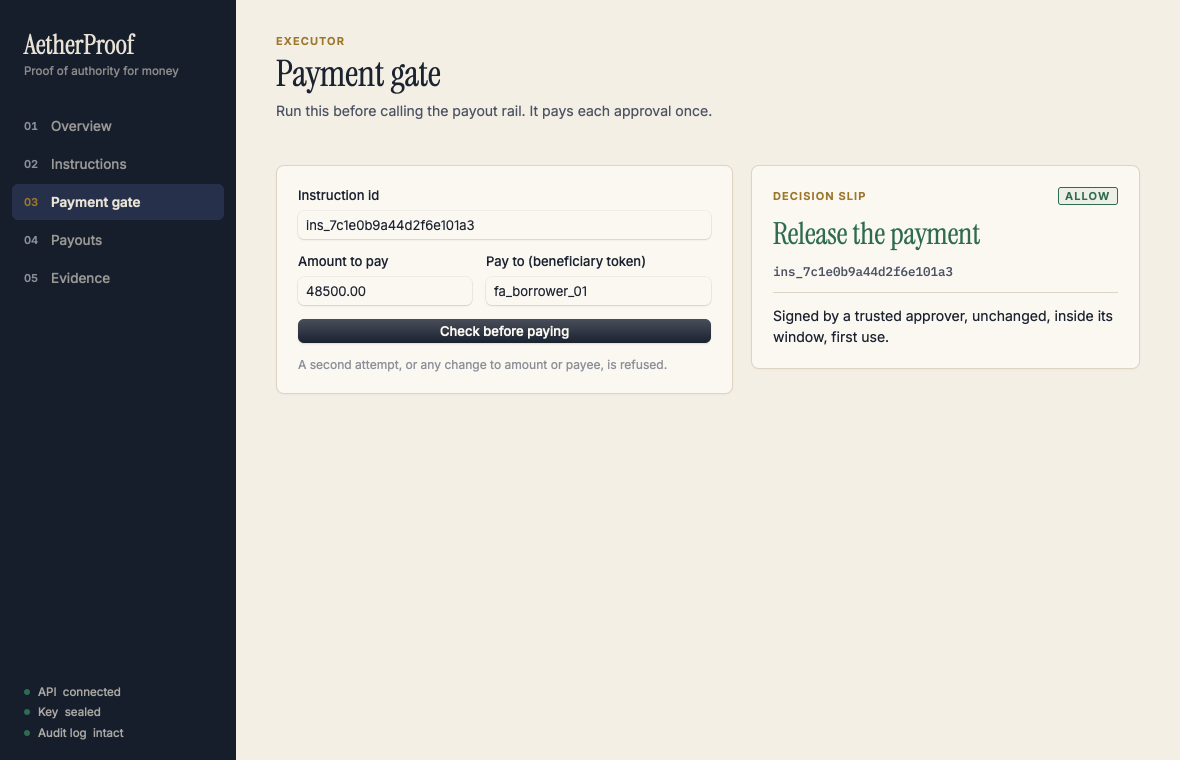 AetherProof
Proof of authority for money
01 Overview
02 Instructions
03 Payment gate
04 Payouts
05 Evidence
API connected
Key sealed
Audit log intact
EXECUTOR
Payment gate
Run this before calling the payout rail. It pays each approval once.
Instruction id
ins_7c1e0b9a44d2f6e101a3
Amount to pay
Pay to (beneficiary token)
48500.00
fa_borrower_01
Check before paying
A second attempt, or any change to amount or payee, is refused.
DECISION SLIP
ALLOW
Release the payment
ins_7c1e0b9a44d2f6e101a3
Signed by a trusted approver, unchanged, inside its
window, first use.